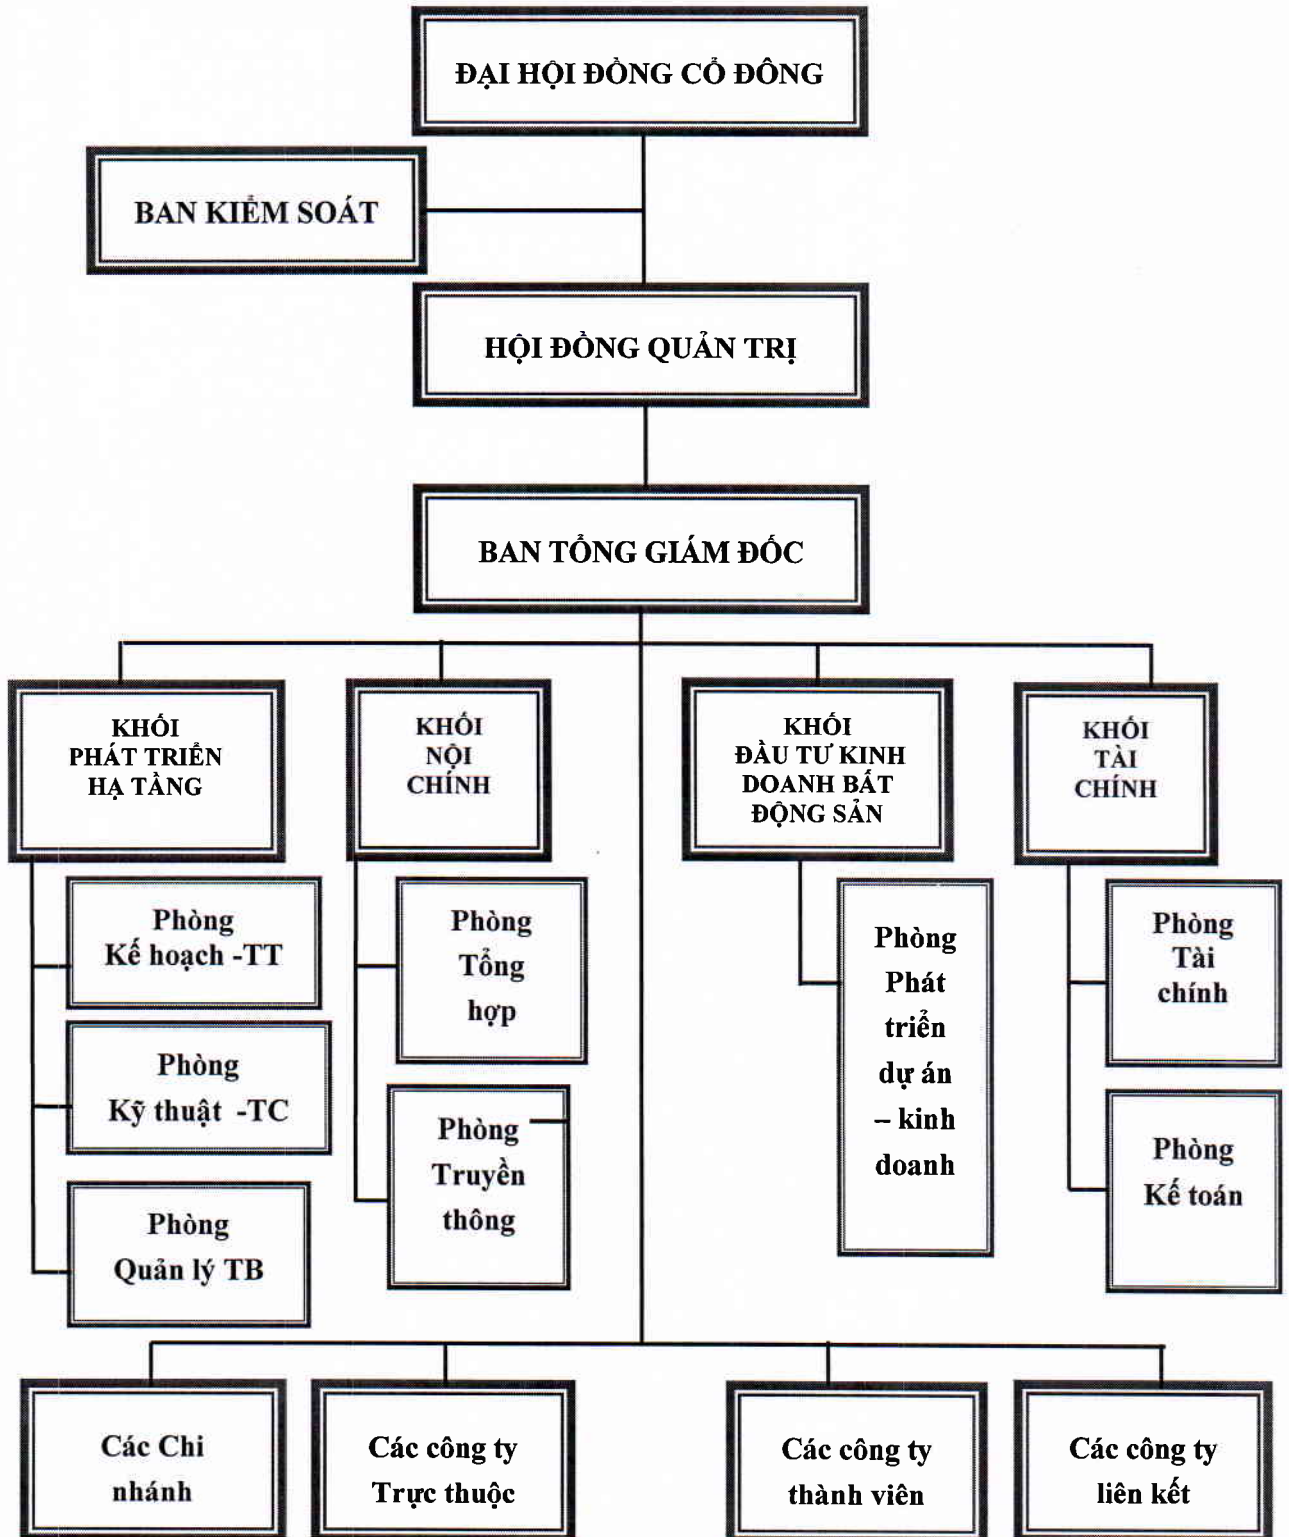 ĐẠI HỘI ĐỒNG CỔ ĐÔNG
BAN KIỂM SOÁT
HỘI ĐỒNG QUẢN TRỊ
BAN TỔNG GIÁM ĐỐC
KHỐI
PHÁT TRIỂN
HẠ TẦNG
KHỐI
NỘI
CHÍNH
KHỐI
ĐẦU TƯ KINH
DOANH BẤT
ĐỘNG SẢN
KHỐI
TÀI
CHÍNH
Phòng
Kế hoạch -TT
Phòng
Kỹ thuật -TC
Phòng
Quản lý TB
Phòng
Tổng
hợp
Phòng
Truyền
thông
Phòng
Phát
triển
dự án
– kinh
doanh
Phòng
Tài
chính
Phòng
Kế toán
Các Chi
nhánh
Các công ty
Trực thuộc
Các công ty
thành viên
Các công ty
liên kết